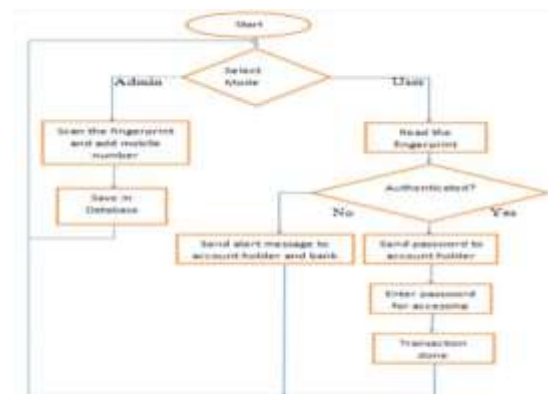 Start
Select
Mode
Admin
User
Scan the fingerprint
and add mobile
number
Read the
fingerprint
Save in
Database
Authenticated?
No
Yes
Send alert message to
account holder and bank
Send password to
account holder
Enter password
for accessing
Transaction
done